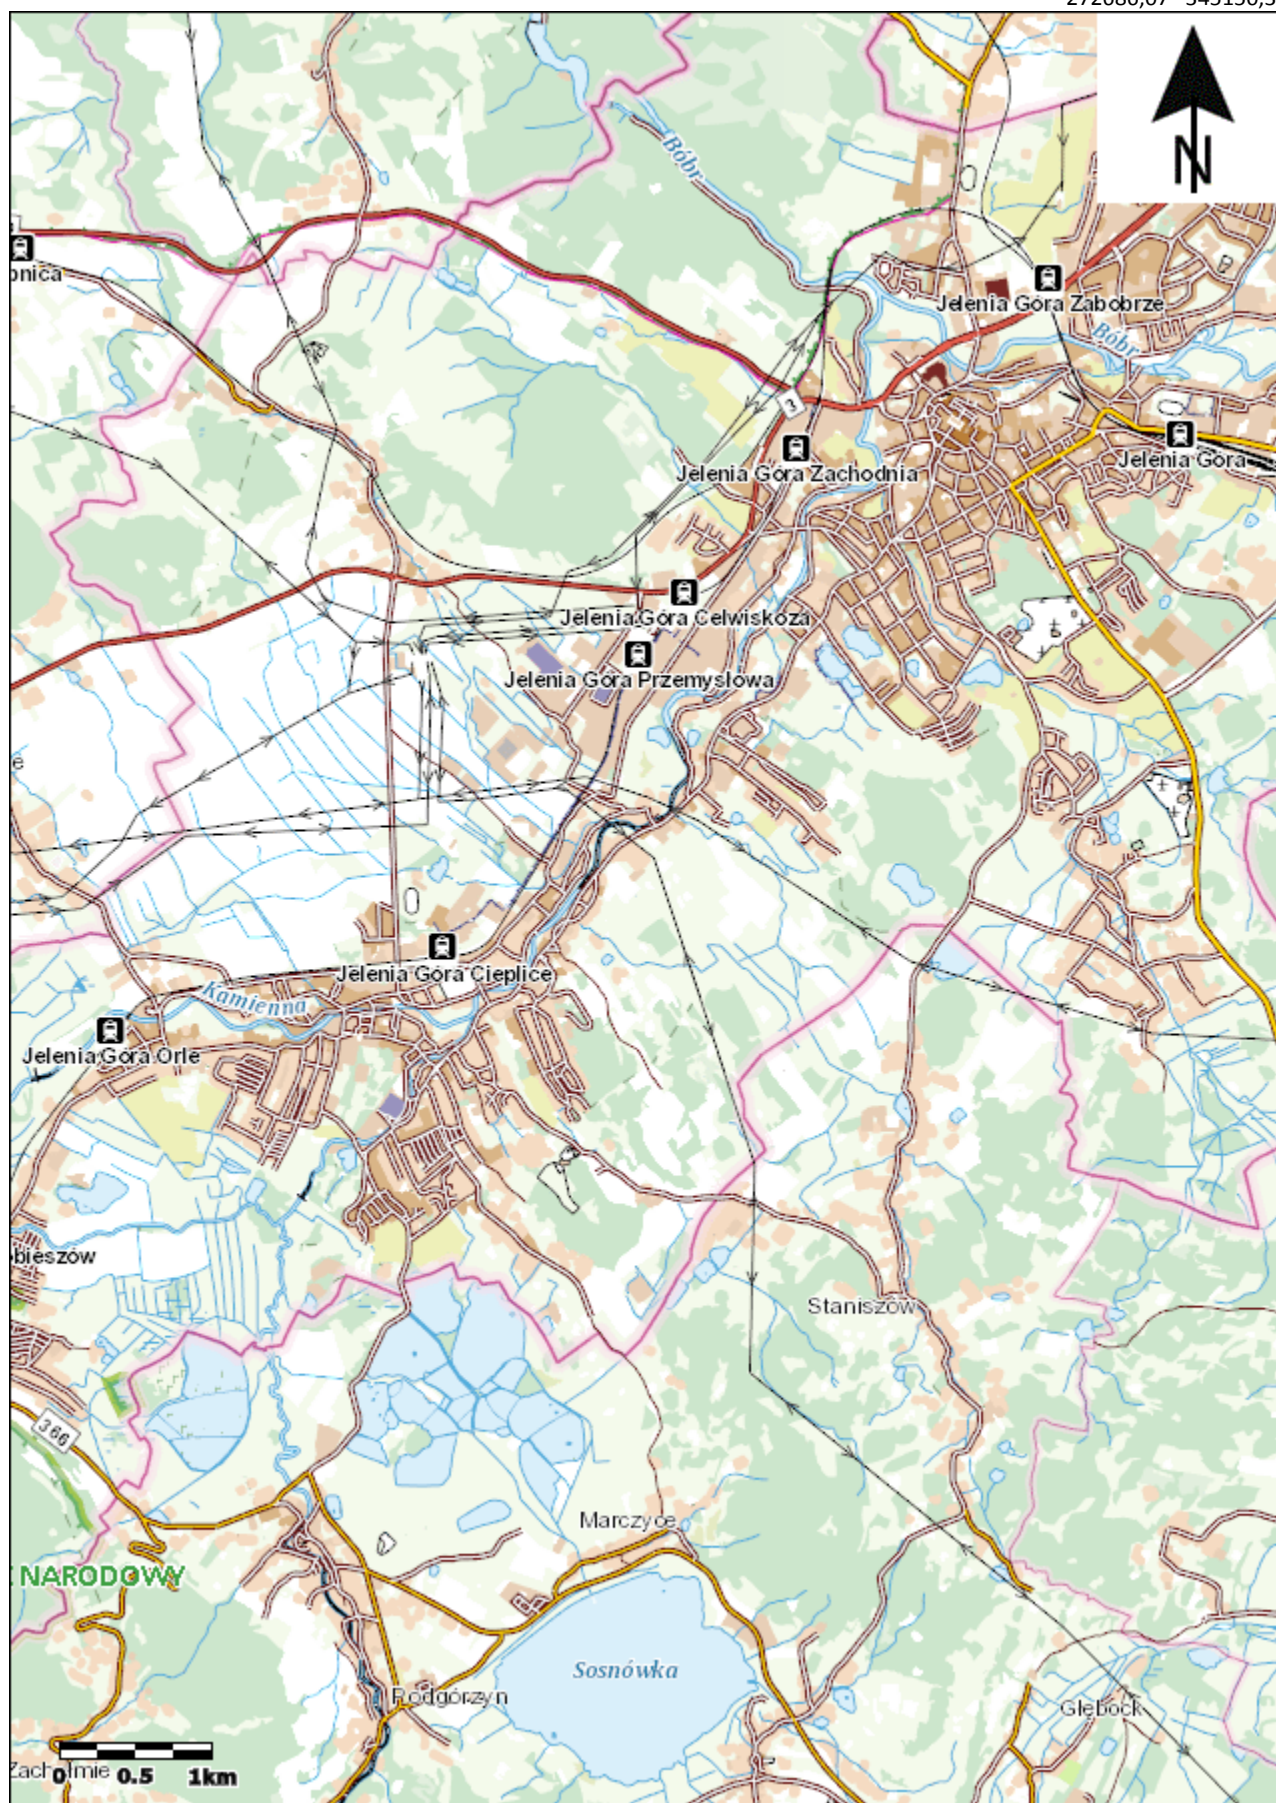 N
Bóbr
Jelenia Góra Zabobrze
Bóbr
3
Jelenia Góra Zachodnia
Jelenia Góra
Jelenia Góra Celwiskoza
Jelenia Góra Przemysłowa
Jelenia Góra Cieplice
Kamienna
Jelenia Góra Orle
Staniszów
366
Marczyce
NARODOWY
Sosnówka
Podgórzyn
Głębock
0 0.5 1km